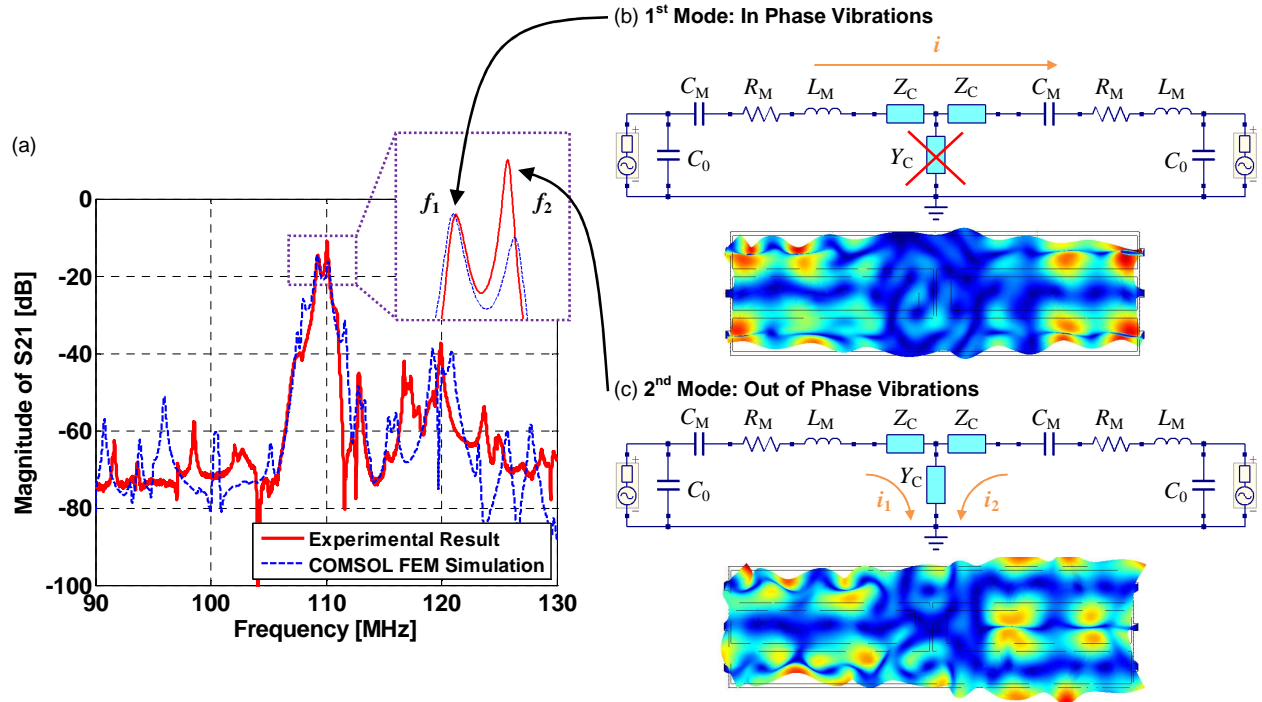 (a)
0
-20
-40
-60
-80
-100
90
100
110
120
130
Magnitude of S21 [dB]
Frequency [MHz]
Experimental Result
COMSOL FEM Simulation
f1
f2
(b) 1st Mode: In Phase Vibrations
i
CM
RM
LM
ZC
ZC
CM
RM
LM
C0
YC
C0
+
+
(c) 2nd Mode: Out of Phase Vibrations
CM
RM
LM
ZC
ZC
CM
RM
LM
C0
YC
i1
i2
C0
+
+